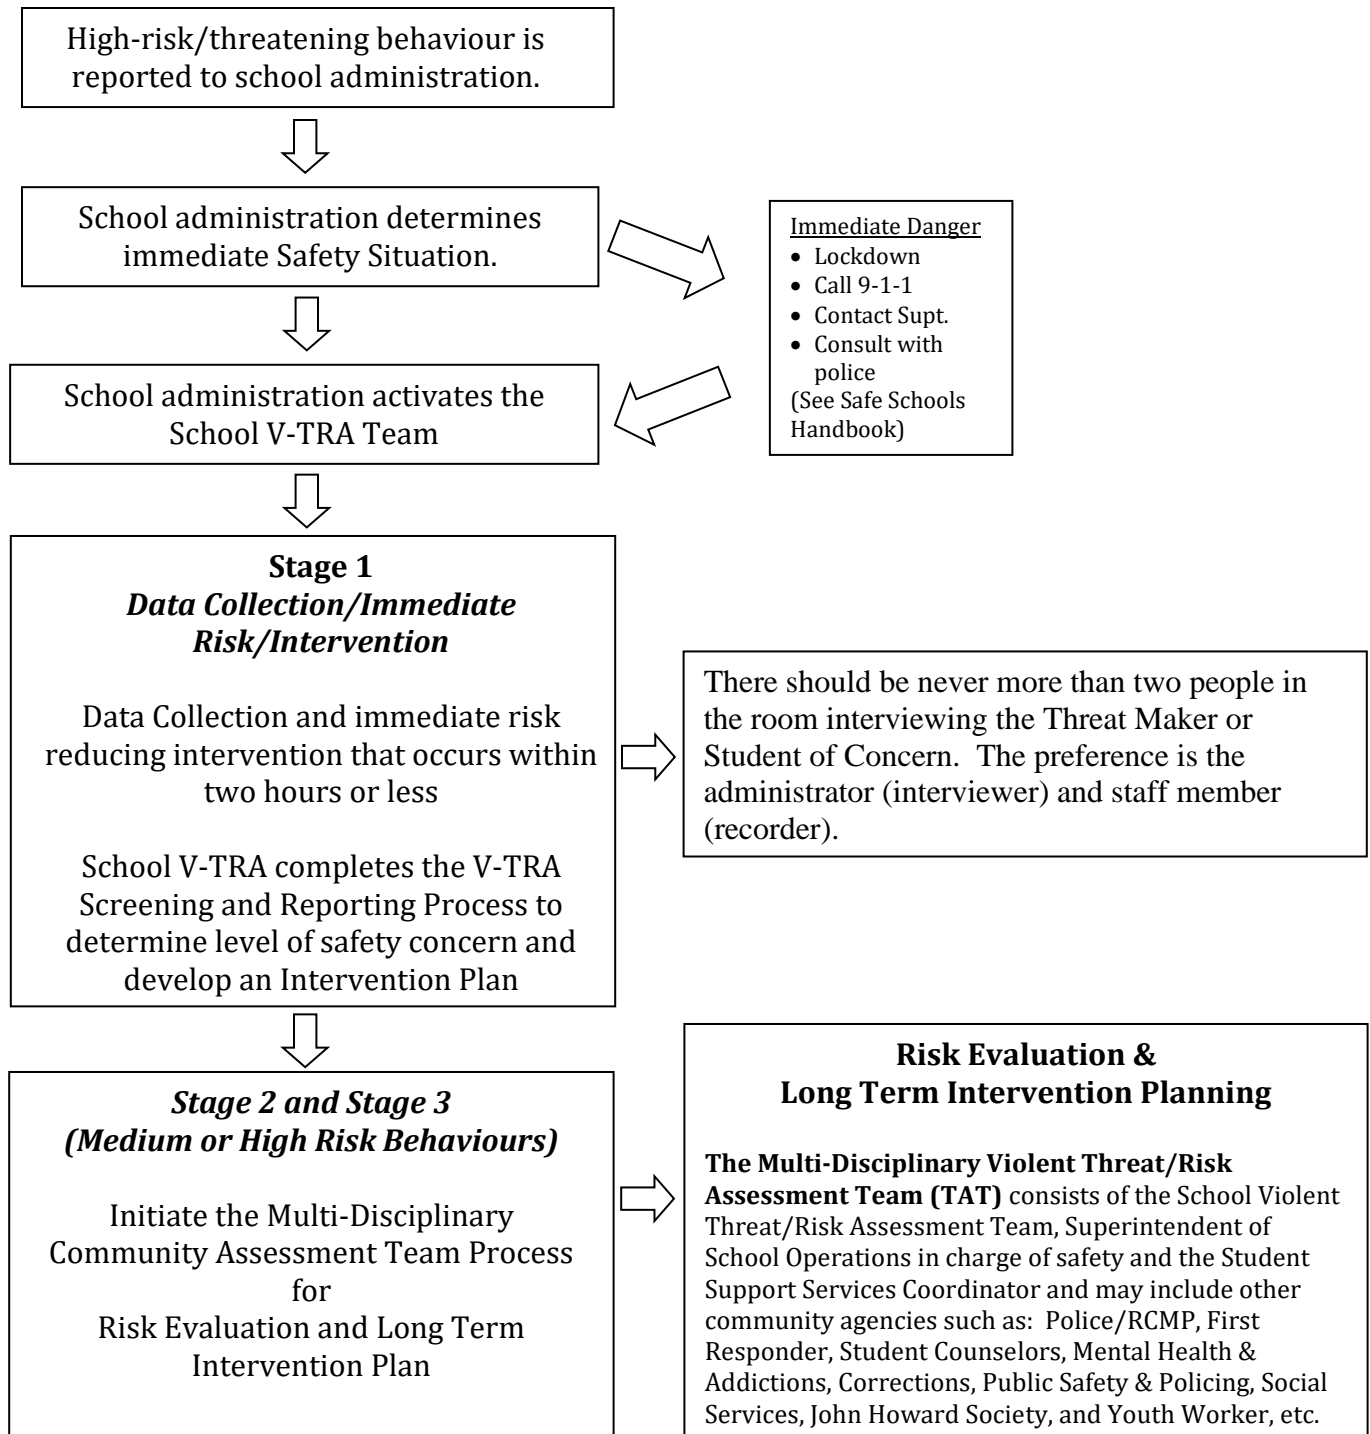 High-risk/threatening behaviour is
reported to school administration.
School administration determines
immediate Safety Situation.
Immediate Danger
• Lockdown
• Call 9-1-1
• Contact Supt.
• Consult with
police
(See Safe Schools
Handbook)
School administration activates the
School V-TRA Team
Stage 1
Data Collection/Immediate
Risk/Intervention
Data Collection and immediate risk
reducing intervention that occurs within
two hours or less
School V-TRA completes the V-TRA
Screening and Reporting Process to
determine level of safety concern and
develop an Intervention Plan
There should be never more than two people in
the room interviewing the Threat Maker or
Student of Concern.  The preference is the
administrator (interviewer) and staff member
(recorder).
Stage 2 and Stage 3
(Medium or High Risk Behaviours)
Initiate the Multi-Disciplinary
Community Assessment Team Process
for
Risk Evaluation and Long Term
Intervention Plan
Risk Evaluation &
Long Term Intervention Planning
The Multi-Disciplinary Violent Threat/Risk
Assessment Team (TAT) consists of the School Violent
Threat/Risk Assessment Team, Superintendent of
School Operations in charge of safety and the Student
Support Services Coordinator and may include other
community agencies such as:  Police/RCMP, First
Responder, Student Counselors, Mental Health &
Addictions, Corrections, Public Safety & Policing, Social
Services, John Howard Society, and Youth Worker, etc.